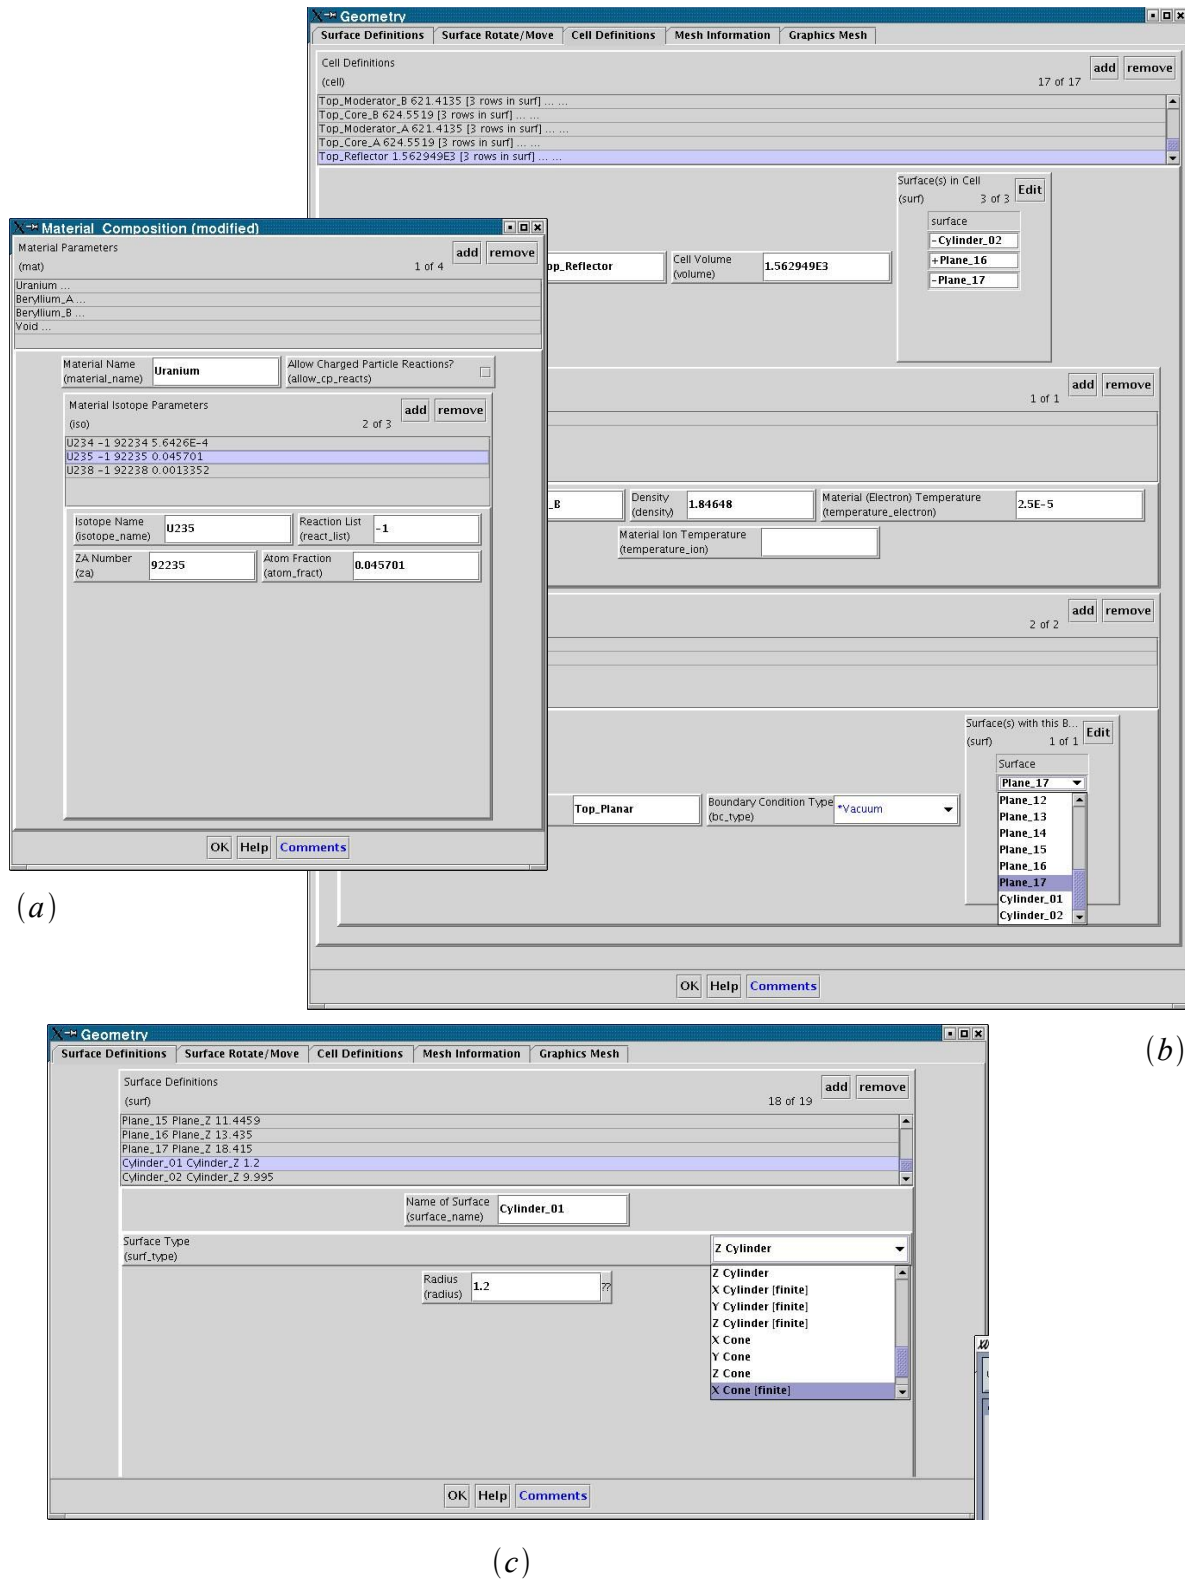 Geometry
Surface Definitions Surface Rotate/Move Cell Definitions Mesh Information Graphics Mesh
Cell Definitions
(cell)
17 of 17
add remove
Top_Moderator_B 621.4135 [3 rows in surf] ... ...
Top_Core_B 624.5519 [3 rows in surf] ... ...
Top_Moderator_A 621.4135 [3 rows in surf] ... ...
Top_Core_A 624.5519 [3 rows in surf] ... ...
Top_Reflector 1.562949E3 [3 rows in surf] ... ...
Surface(s) in Cell
(surf) 3 of 3 Edit
surface
-Cylinder_02
+Plane_16
-Plane_17
op_Reflector
Cell Volume
(volume)
1.562949E3
add remove
1 of 1
_B
Density
(density)
1.84648
Material (Electron) Temperature
(temperature_electron)
2.5E-5
Material Ion Temperature
(temperature_ion)
add remove
2 of 2
Surface(s) with this B...
(surf) 1 of 1 Edit
Surface
Plane_17
Plane_12
Plane_13
Plane_14
Plane_15
Plane_16
Plane_17
Cylinder_01
Cylinder_02
Top_Planar
Boundary Condition Type
(bc_type)
*Vacuum
OK Help Comments
(b)
Material_Composition (modified)
Material Parameters
(mat)
1 of 4
add remove
Uranium ...
Beryllium_A ...
Beryllium_B ...
Void ...
Material Name
(material_name)
Uranium
Allow Charged Particle Reactions?
(allow_cp_reacts)
Material Isotope Parameters
(iso)
2 of 3
add remove
U234 -1 92234 5.6426E-4
U235 -1 92235 0.045701
U238 -1 92238 0.0013352
Isotope Name
(isotope_name)
U235
Reaction List
(react_list)
-1
ZA Number
(za)
92235
Atom Fraction
(atom_fract)
0.045701
OK Help Comments
(a)
Geometry
Surface Definitions Surface Rotate/Move Cell Definitions Mesh Information Graphics Mesh
Surface Definitions
(surf)
18 of 19
add remove
Plane_15 Plane_Z 11.4459
Plane_16 Plane_Z 13.435
Plane_17 Plane_Z 18.415
Cylinder_01 Cylinder_Z 1.2
Cylinder_02 Cylinder_Z 9.995
Name of Surface
(surface_name)
Cylinder_01
Surface Type
(surf_type)
Z Cylinder
Radius
(radius)
1.2
??
Z Cylinder
X Cylinder [finite]
Y Cylinder [finite]
Z Cylinder [finite]
X Cone
Y Cone
Z Cone
X Cone [finite]
OK Help Comments
(c)